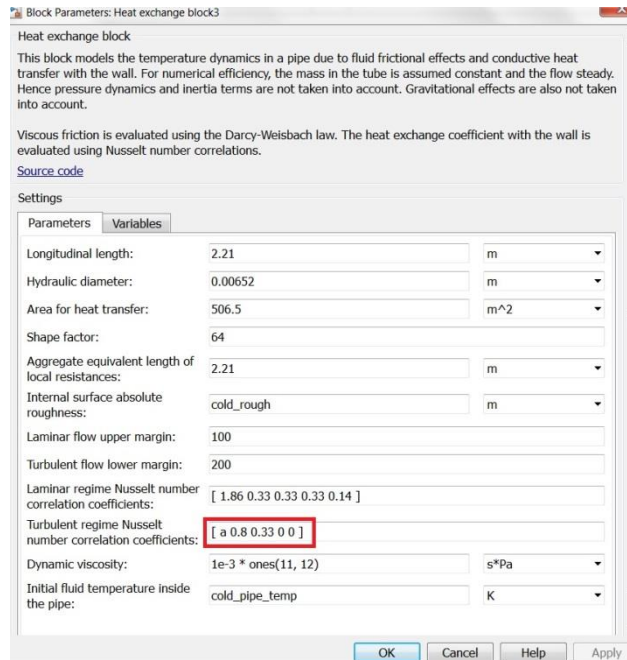 Block Parameters: Heat exchange block3
Heat exchange block
This block models the temperature dynamics in a pipe due to fluid frictional effects and conductive heat
transfer with the wall. For numerical efficiency, the mass in the tube is assumed constant and the flow steady.
Hence pressure dynamics and inertia terms are not taken into account. Gravitational effects are also not taken
into account.
Viscous friction is evaluated using the Darcy-Weisbach law. The heat exchange coefficient with the wall is
evaluated using Nusselt number correlations.
Source code
Settings
Parameters Variables
Longitudinal length: 2.21 m
Hydraulic diameter: 0.00652 m
Area for heat transfer: 506.5 m^2
Shape factor: 64
Aggregate equivalent length of
local resistances: 2.21 m
Internal surface absolute
roughness: cold_rough m
Laminar flow upper margin: 100
Turbulent flow lower margin: 200
Laminar regime Nusselt number
correlation coefficients: [ 1.86 0.33 0.33 0.33 0.14 ]
Turbulent regime Nusselt
number correlation coefficients: [ a 0.8 0.33 0 0 ]
Dynamic viscosity: 1e-3 * ones(11, 12) s*Pa
Initial fluid temperature inside
the pipe: cold_pipe_temp K
OK Cancel Help Apply